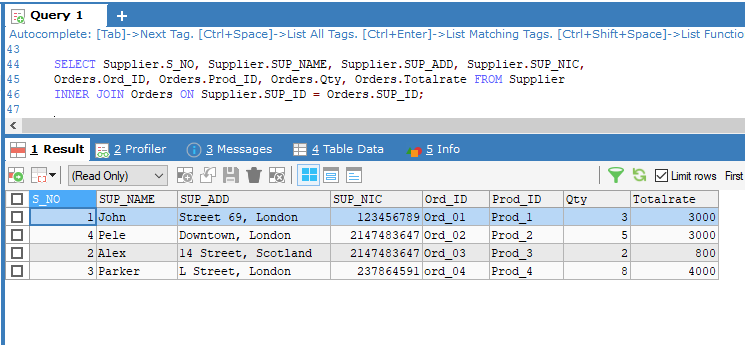 Query 1 +
Autocomplete: [Tab]->Next Tag. [Ctrl+Space]->List All Tags. [Ctrl+Enter]->List Matching Tags. [Ctrl+Shift+Space]->List Functio
43
44 SELECT Supplier.S_NO, Supplier.SUP_NAME, Supplier.SUP_ADD, Supplier.SUP_NIC,
45 Orders.Ord_ID, Orders.Prod_ID, Orders.Qty, Orders.Totalrate FROM Supplier
46 INNER JOIN Orders ON Supplier.SUP_ID = Orders.SUP_ID;
47
1 Result 2 Profiler 3 Messages 4 Table Data 5 Info
(Read Only) Limit rows First
S_NO SUP_NAME SUP_ADD SUP_NIC Ord_ID Prod_ID Qty Totalrate
1 John Street 69, London 123456789 Ord_01 Prod_1 3 3000
4 Pele Downtown, London 2147483647 Ord_02 Prod_2 5 3000
2 Alex 14 Street, Scotland 2147483647 Ord_03 Prod_3 2 800
3 Parker L Street, London 237864591 ord_04 Prod_4 8 4000